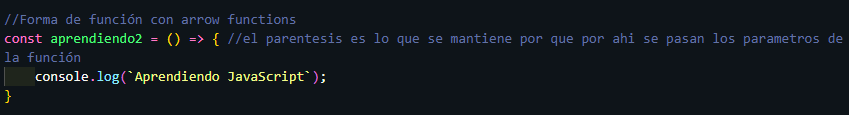 //Forma de función con arrow functions
const aprendiendo2 = () => { //el parentesis es lo que se mantiene por que por ahi se pasan los parametros de
la función
    console.log(`Aprendiendo JavaScript`);
}